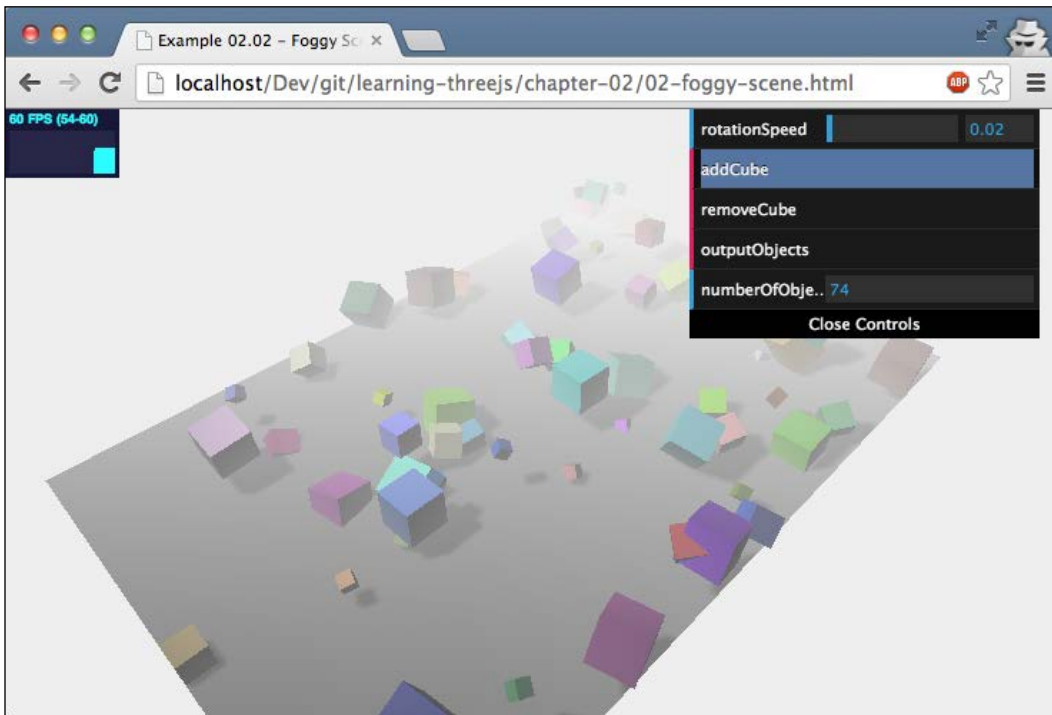 Example 02.02 - Foggy Sc
localhost/Dev/git/learning-threejs/chapter-02/02-foggy-scene.html
ABP
60 FPS (54-60)
rotationSpeed 0.02
addCube
removeCube
outputObjects
numberOfObje.. 74
Close Controls